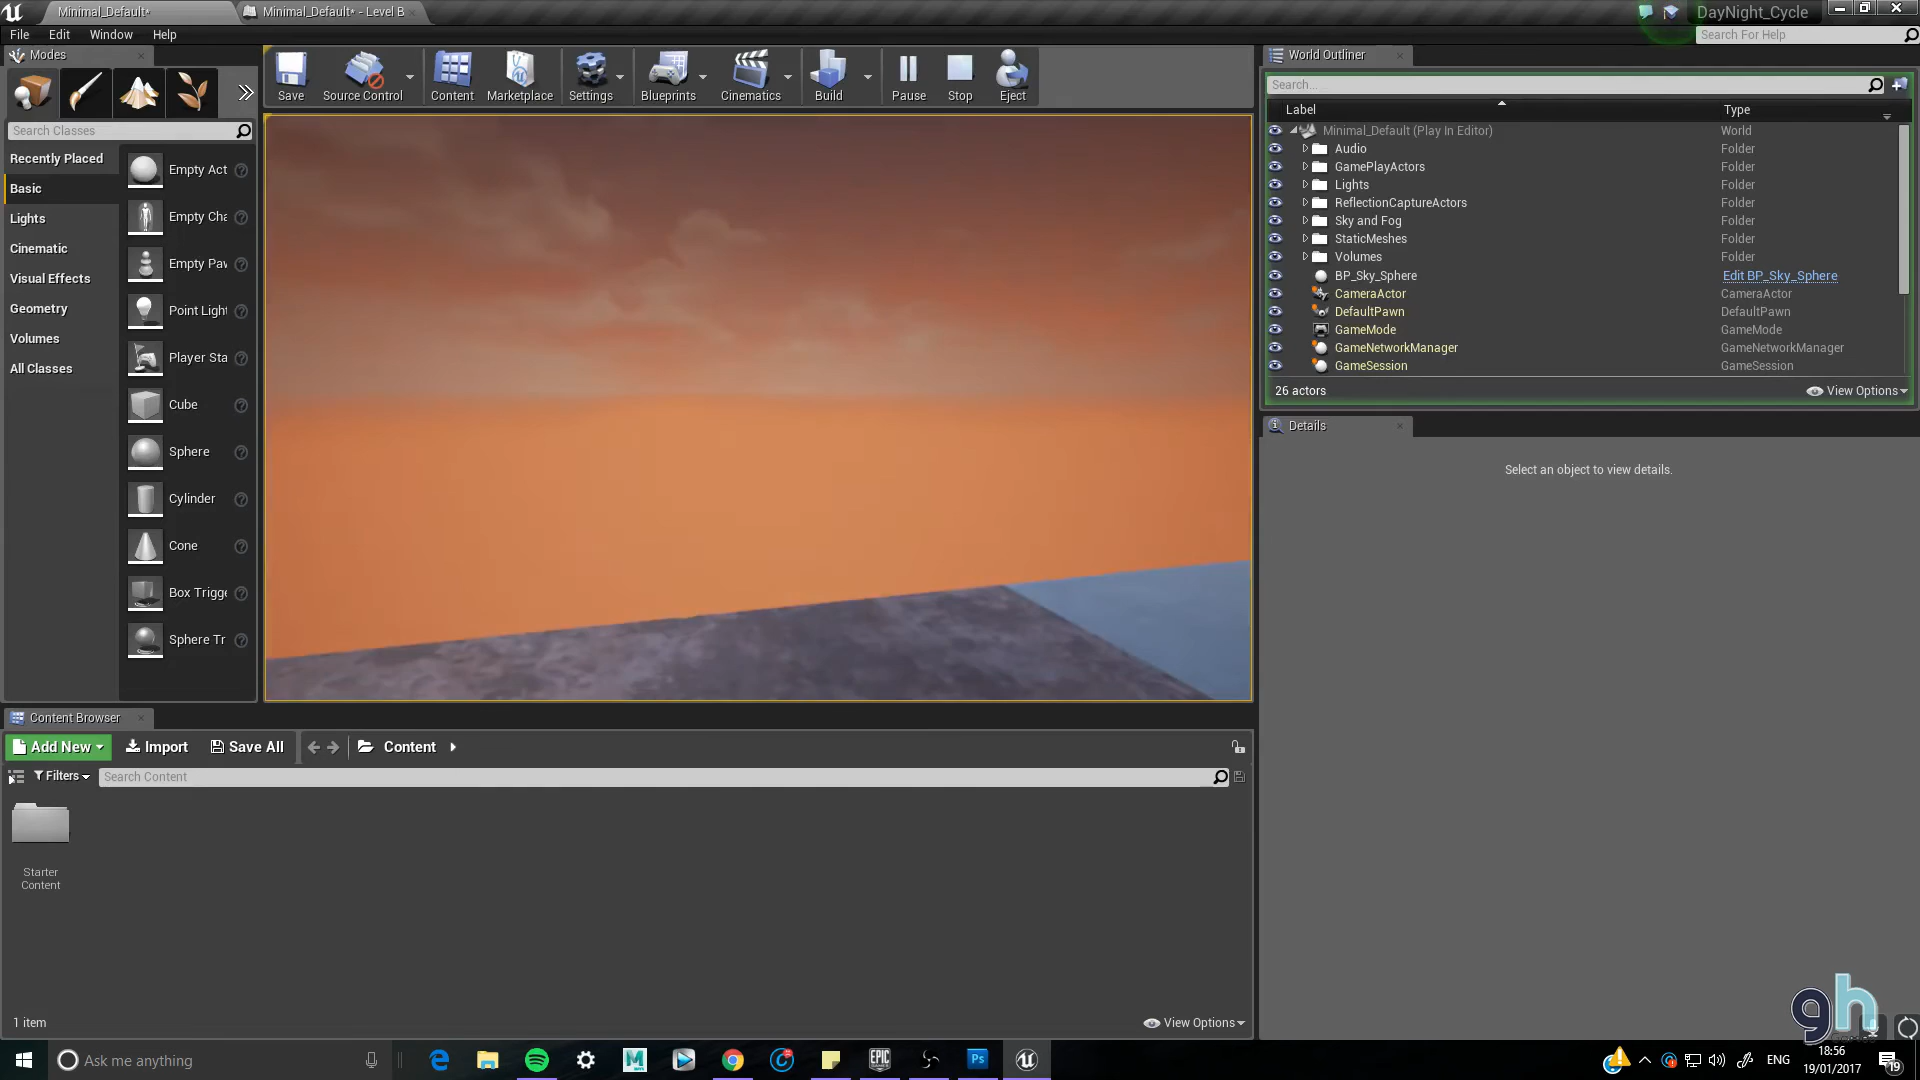 Minimal_Default*
Minimal_Default* - Level B
DayNight_Cycle
File Edit Window Help
Search For Help
Modes
World Outliner
Save
Source Control
Content
Marketplace
Settings
Blueprints
Cinematics
Build
Pause
Stop
Eject
Search...
Label
Type
Search Classes
Recently Placed
Basic
Lights
Cinematic
Visual Effects
Geometry
Volumes
All Classes
Empty Act
Empty Cha
Empty Pav
Point Light
Player Sta
Cube
Sphere
Cylinder
Cone
Box Trigge
Sphere Tr
Minimal_Default (Play In Editor) World
Audio Folder
GamePlayActors Folder
Lights Folder
ReflectionCaptureActors Folder
Sky and Fog Folder
StaticMeshes Folder
Volumes Folder
BP_Sky_Sphere Edit BP_Sky_Sphere
CameraActor CameraActor
DefaultPawn DefaultPawn
GameMode GameMode
GameNetworkManager GameNetworkManager
GameSession GameSession
26 actors
View Options
Details
Select an object to view details.
Content Browser
Add New Import Save All Content
Filters
Search Content
Starter
Content
1 item
View Options
gh
Ask me anything
EPIC
Ps
ENG
18:56
19/01/2017
19